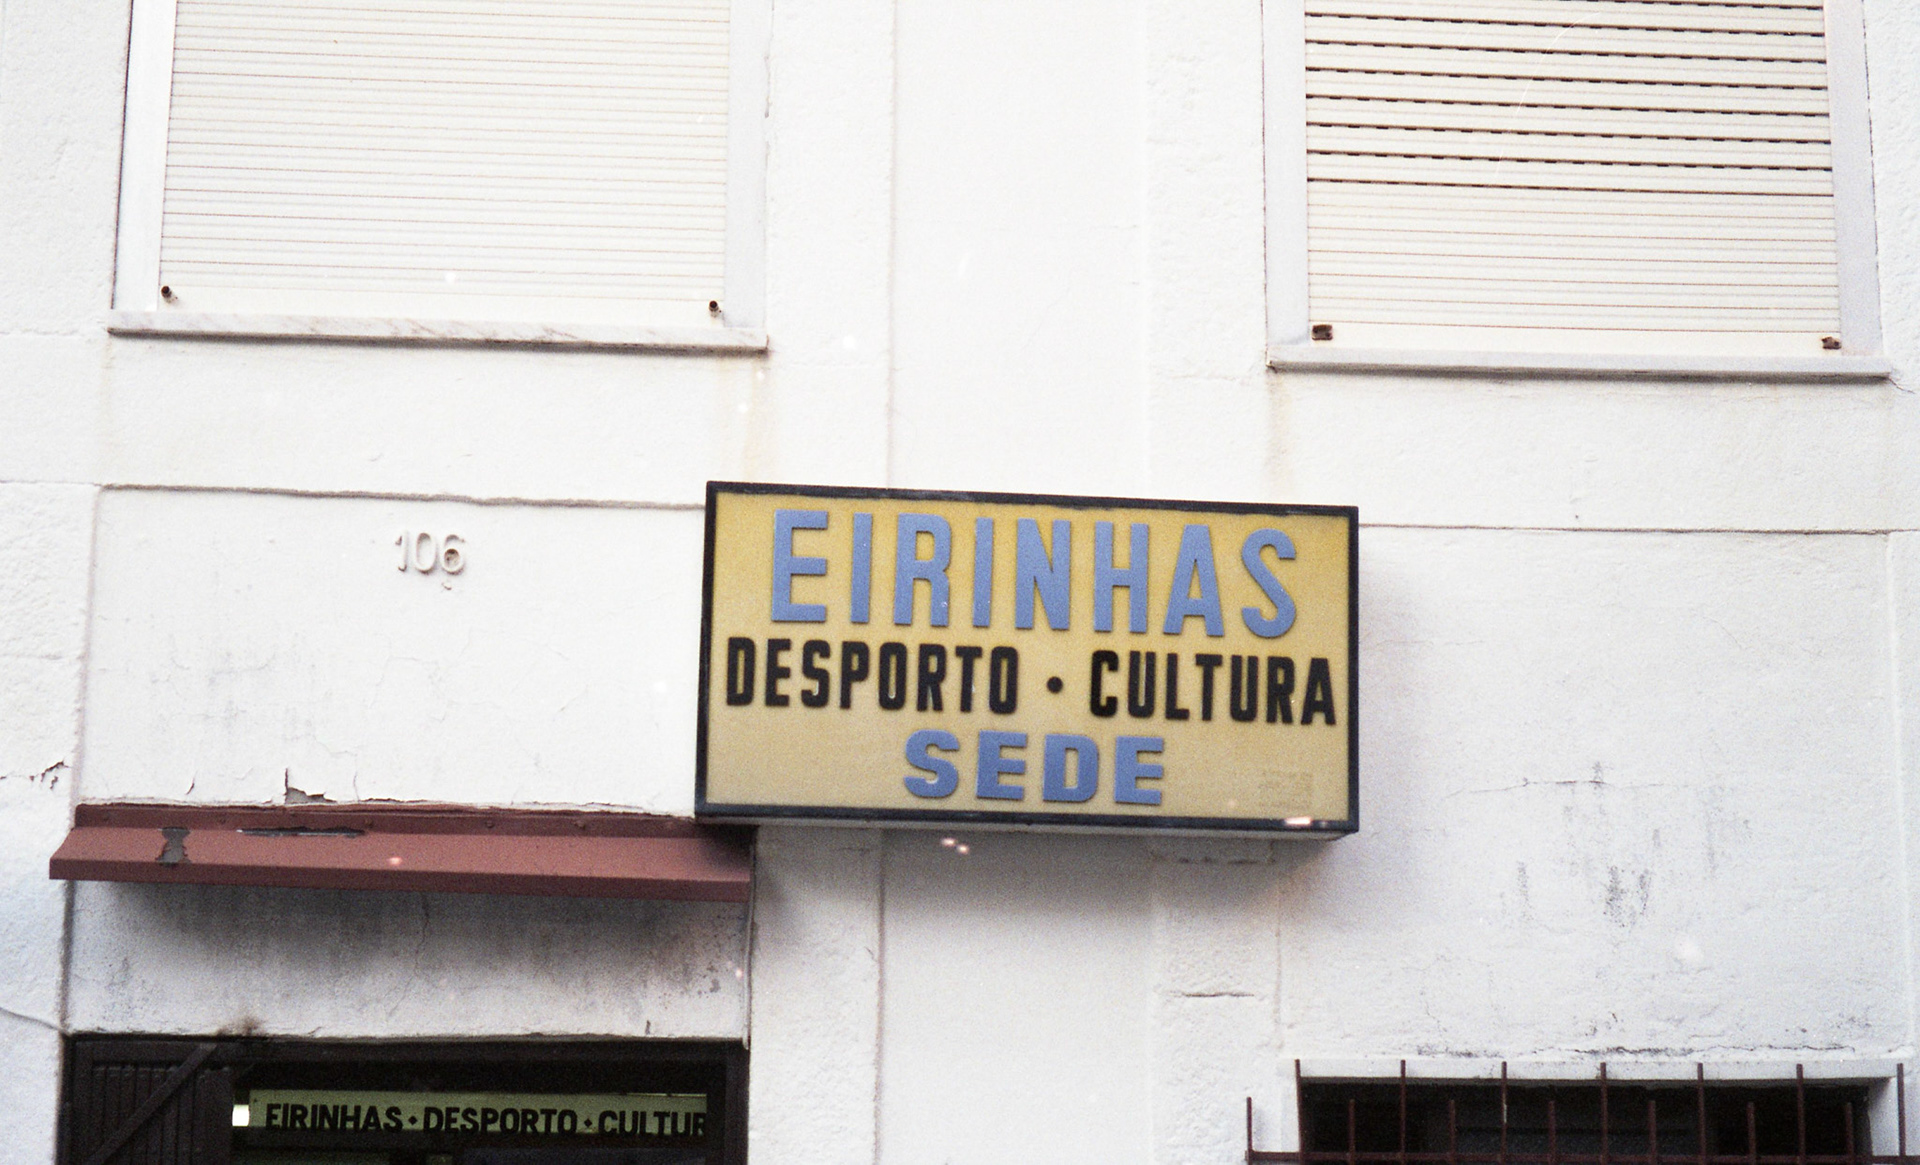 106
EIRINHAS
DESPORTO • CULTURA
SEDE
EIRINHAS • DESPORTO • CULTUR